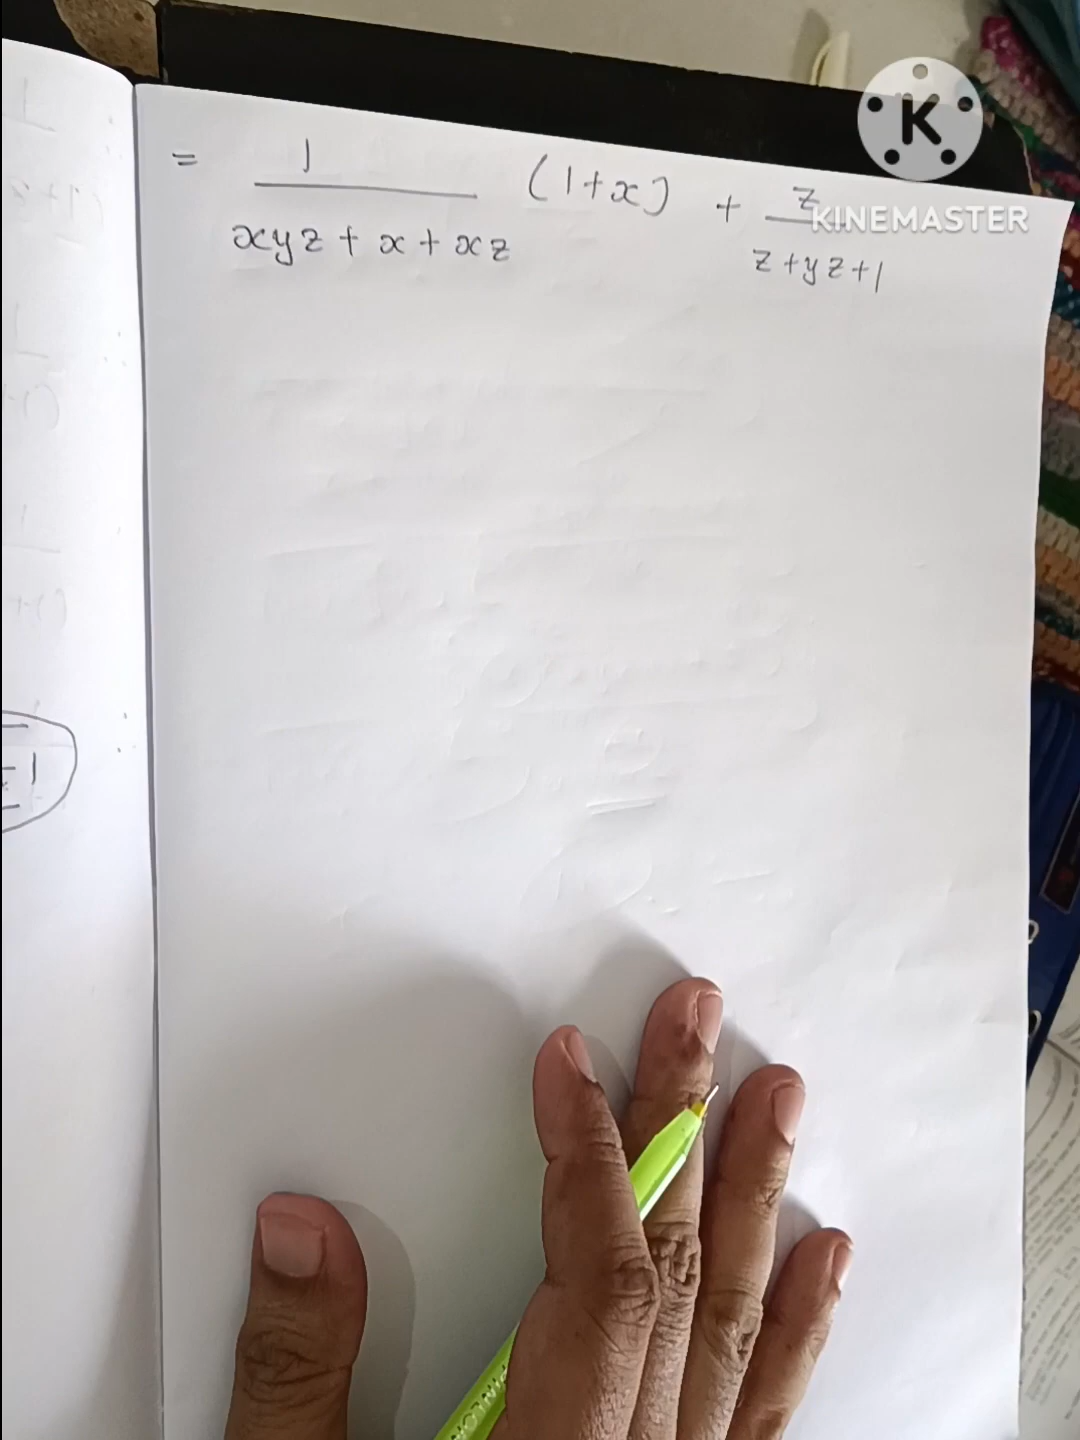 = 1/(xyz + x + xz) (1+x) + z/(z+yz+1)
K
KINEMASTER